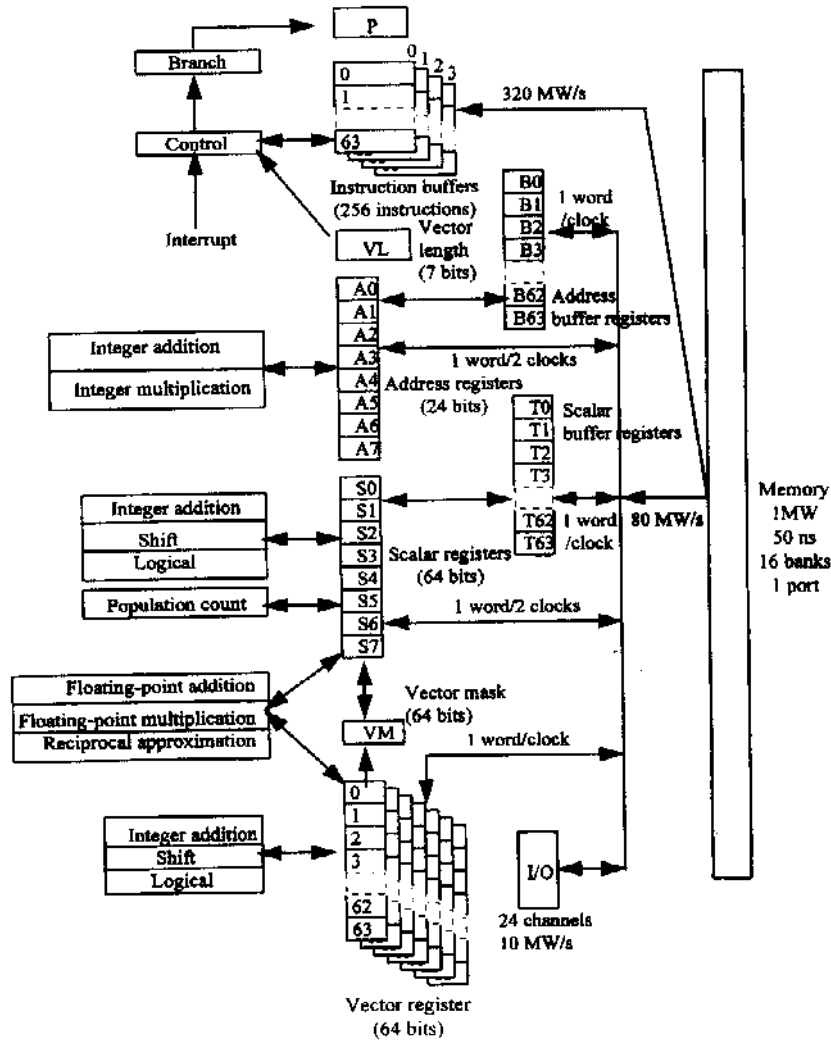 P
Branch
0
1
2
3
0
1
63
320 MW/s
Control
Instruction buffers
(256 instructions)
Interrupt
VL
Vector
length
(7 bits)
B0
B1
B2
B3
B62
B63
1 word
/clock
Address
buffer registers
A0
A1
A2
A3
A4
A5
A6
A7
Integer addition
Integer multiplication
1 word/2 clocks
Address registers
(24 bits)
T0
T1
T2
T3
T62
T63
Scalar
buffer registers
1 word
/clock
80 MW/s
Memory
1MW
50 ns
16 banks
1 port
S0
S1
S2
S3
S4
S5
S6
S7
Integer addition
Shift
Logical
Population count
Scalar registers
(64 bits)
1 word/2 clocks
Floating-point addition
Floating-point multiplication
Reciprocal approximation
Vector mask
(64 bits)
VM
1 word/clock
0
1
2
3
62
63
Integer addition
Shift
Logical
I/O
24 channels
10 MW/s
Vector register
(64 bits)